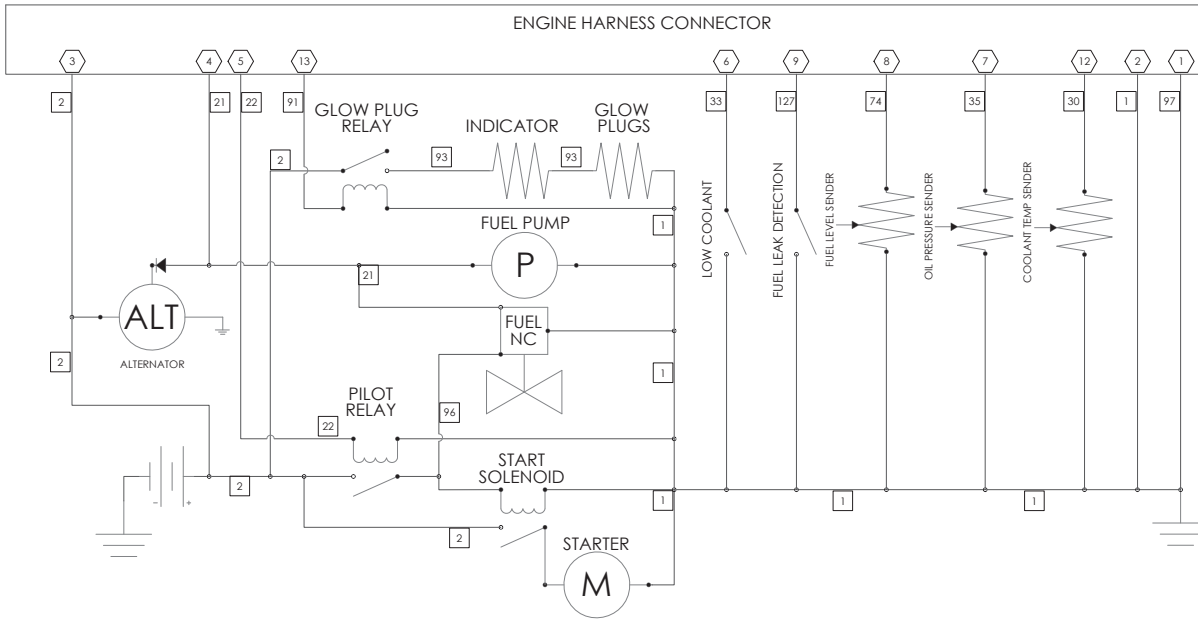 ENGINE HARNESS CONNECTOR
3
4
5
13
6
9
8
7
12
2
1
2
21
22
91
33
127
74
35
30
1
97
GLOW PLUG
RELAY
INDICATOR
GLOW
PLUGS
2
93
93
1
FUEL PUMP
P
21
LOW COOLANT
FUEL LEAK DETECTION
FUEL LEVEL SENDER
OIL PRESSURE SENDER
COOLANT TEMP SENDER
ALT
ALTERNATOR
2
FUEL
NC
1
PILOT
RELAY
22
96
START
SOLENOID
- +
2
1
1
1
2
STARTER
M